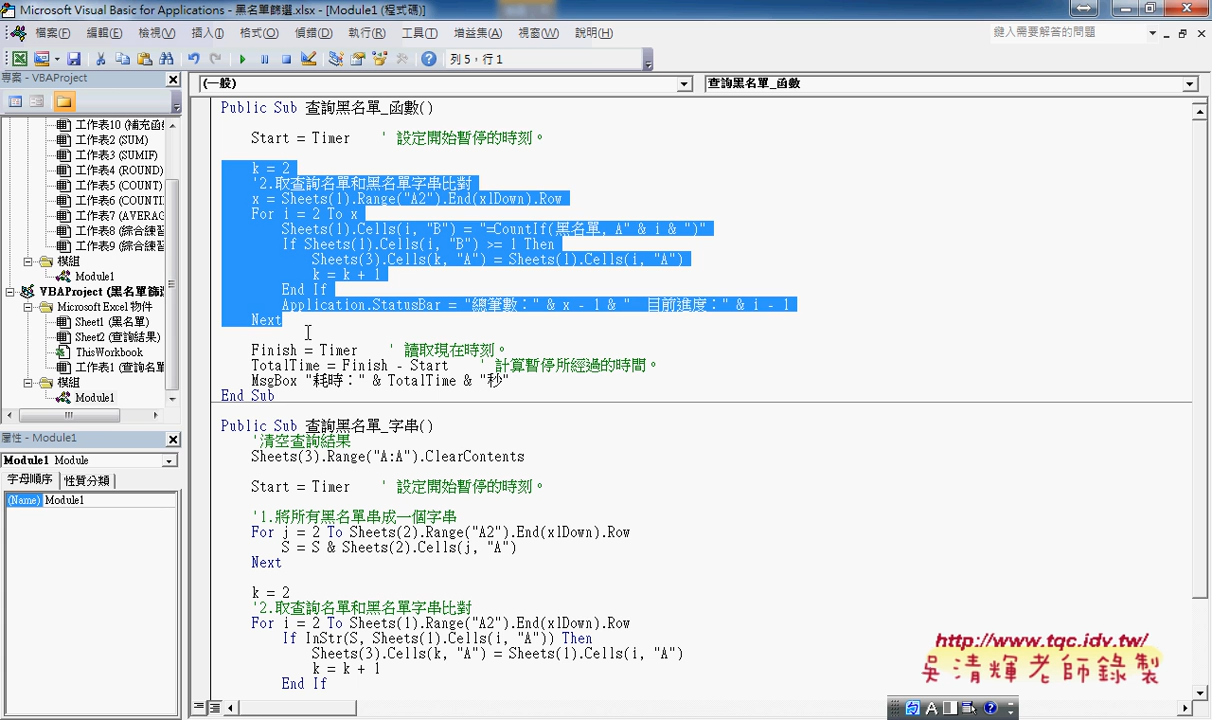 Microsoft Visual Basic for Applications - 黑名單篩選.xlsx - [Module1 (程式碼)]
檔案(F) 編輯(E) 檢視(V) 插入(I) 格式(O) 偵錯(D) 執行(R) 工具(T) 增益集(A) 視窗(W) 說明(H)
鍵入需要解答的問題
列 5，行 1
專案 - VBAProject
工作表10 (補充函
工作表2 (SUM)
工作表3 (SUMIF)
工作表4 (ROUND)
工作表5 (COUNT)
工作表6 (COUNTI
工作表7 (AVERAG
工作表8 (綜合練習
工作表9 (綜合練習
模組
Module1
VBAProject (黑名單篩
Microsoft Excel 物件
Sheet1 (黑名單)
Sheet2 (查詢結果)
ThisWorkbook
工作表1 (查詢名單
模組
Module1
屬性 - Module1
Module1 Module
字母順序 性質分類
(Name) Module1
(一般)
查詢黑名單_函數
Public Sub 查詢黑名單_函數()
Start = Timer ' 設定開始暫停的時刻。
k = 2
'2.取查詢名單和黑名單字串比對
x = Sheets(1).Range("A2").End(xlDown).Row
For i = 2 To x
Sheets(1).Cells(i, "B") = "=CountIf(黑名單, A" & i & ")"
If Sheets(1).Cells(i, "B") >= 1 Then
Sheets(3).Cells(k, "A") = Sheets(1).Cells(i, "A")
k = k + 1
End If
Application.StatusBar = "總筆數：" & x - 1 & "  目前進度：" & i - 1
Next
Finish = Timer ' 讀取現在時刻。
TotalTime = Finish - Start ' 計算暫停所經過的時間。
MsgBox "耗時：" & TotalTime & "秒"
End Sub
Public Sub 查詢黑名單_字串()
'清空查詢結果
Sheets(3).Range("A:A").ClearContents
Start = Timer ' 設定開始暫停的時刻。
'1.將所有黑名單串成一個字串
For j = 2 To Sheets(2).Range("A2").End(xlDown).Row
S = S & Sheets(2).Cells(j, "A")
Next
k = 2
'2.取查詢名單和黑名單字串比對
For i = 2 To Sheets(1).Range("A2").End(xlDown).Row
If InStr(S, Sheets(1).Cells(i, "A")) Then
Sheets(3).Cells(k, "A") = Sheets(1).Cells(i, "A")
k = k + 1
End If
http://www.tqc.idv.tw/
吳清輝老師錄製